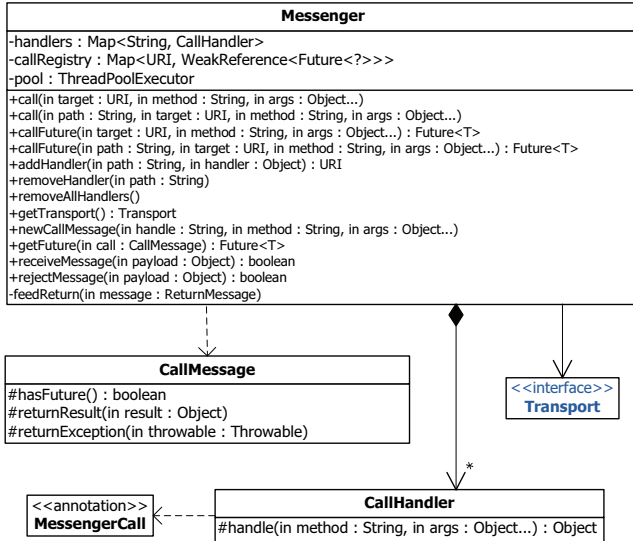 Messenger
-handlers : Map<String, CallHandler>
-callRegistry : Map<URI, WeakReference<Future<?>>>
-pool : ThreadPoolExecutor
+call(in target : URI, in method : String, in args : Object...)
+call(in path : String, in target : URI, in method : String, in args : Object...)
+callFuture(in target : URI, in method : String, in args : Object...) : Future<T>
+callFuture(in path : String, in target : URI, in method : String, in args : Object...) : Future<T>
+addHandler(in path : String, in handler : Object) : URI
+removeHandler(in path : String)
+removeAllHandlers()
+getTransport() : Transport
+newCallMessage(in handle : String, in method : String, in args : Object...)
+getFuture(in call : CallMessage) : Future<T>
+receiveMessage(in payload : Object) : boolean
+rejectMessage(in payload : Object) : boolean
-feedReturn(in message : ReturnMessage)
CallMessage
#hasFuture() : boolean
#returnResult(in result : Object)
#returnException(in throwable : Throwable)
<<interface>>
Transport
*
<<annotation>>
MessengerCall
CallHandler
#handle(in method : String, in args : Object...) : Object